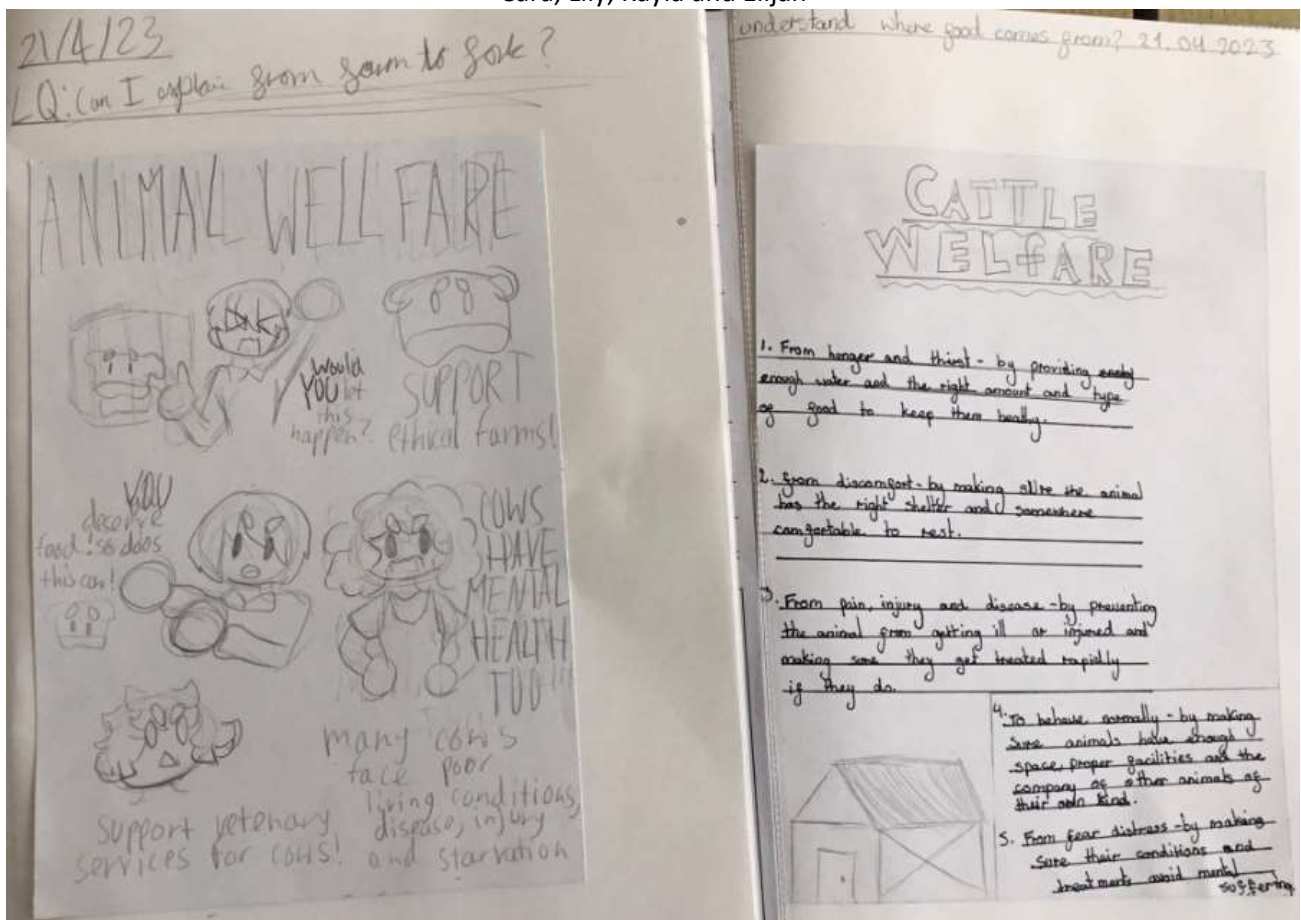 21/4/23
LQ: Can I explain from farm to fork?
ANIMAL WELLFARE
Would
YOU let
this
happen?
SUPPORT
ethical farms!
YOU
deserve
food! so does
this cow!
COWS
HAVE
MENTAL
HEALTH
TOO
many cows
face poor
living conditions,
disease, injury
and starvation
support vetenary
services for cows!
understand where food comes from? 21.04.2023
CATTLE
WELFARE
1. From hunger and thirst - by providing
enough water and the right amount and type
of food to keep them healthy.
2. from discomfort - by making sure the animal
has the right shelter and somewhere
comfortable to rest.
3. From pain, injury and disease - by preventing
the animal from getting ill or injured and
making sure they get treated rapidly
if they do.
4. To behave normally - by making
sure animals have enough
space, proper facilities and the
company of other animals of
their own kind.
5. From fear distress - by making
sure their conditions and
treatments avoid mental
suffering.